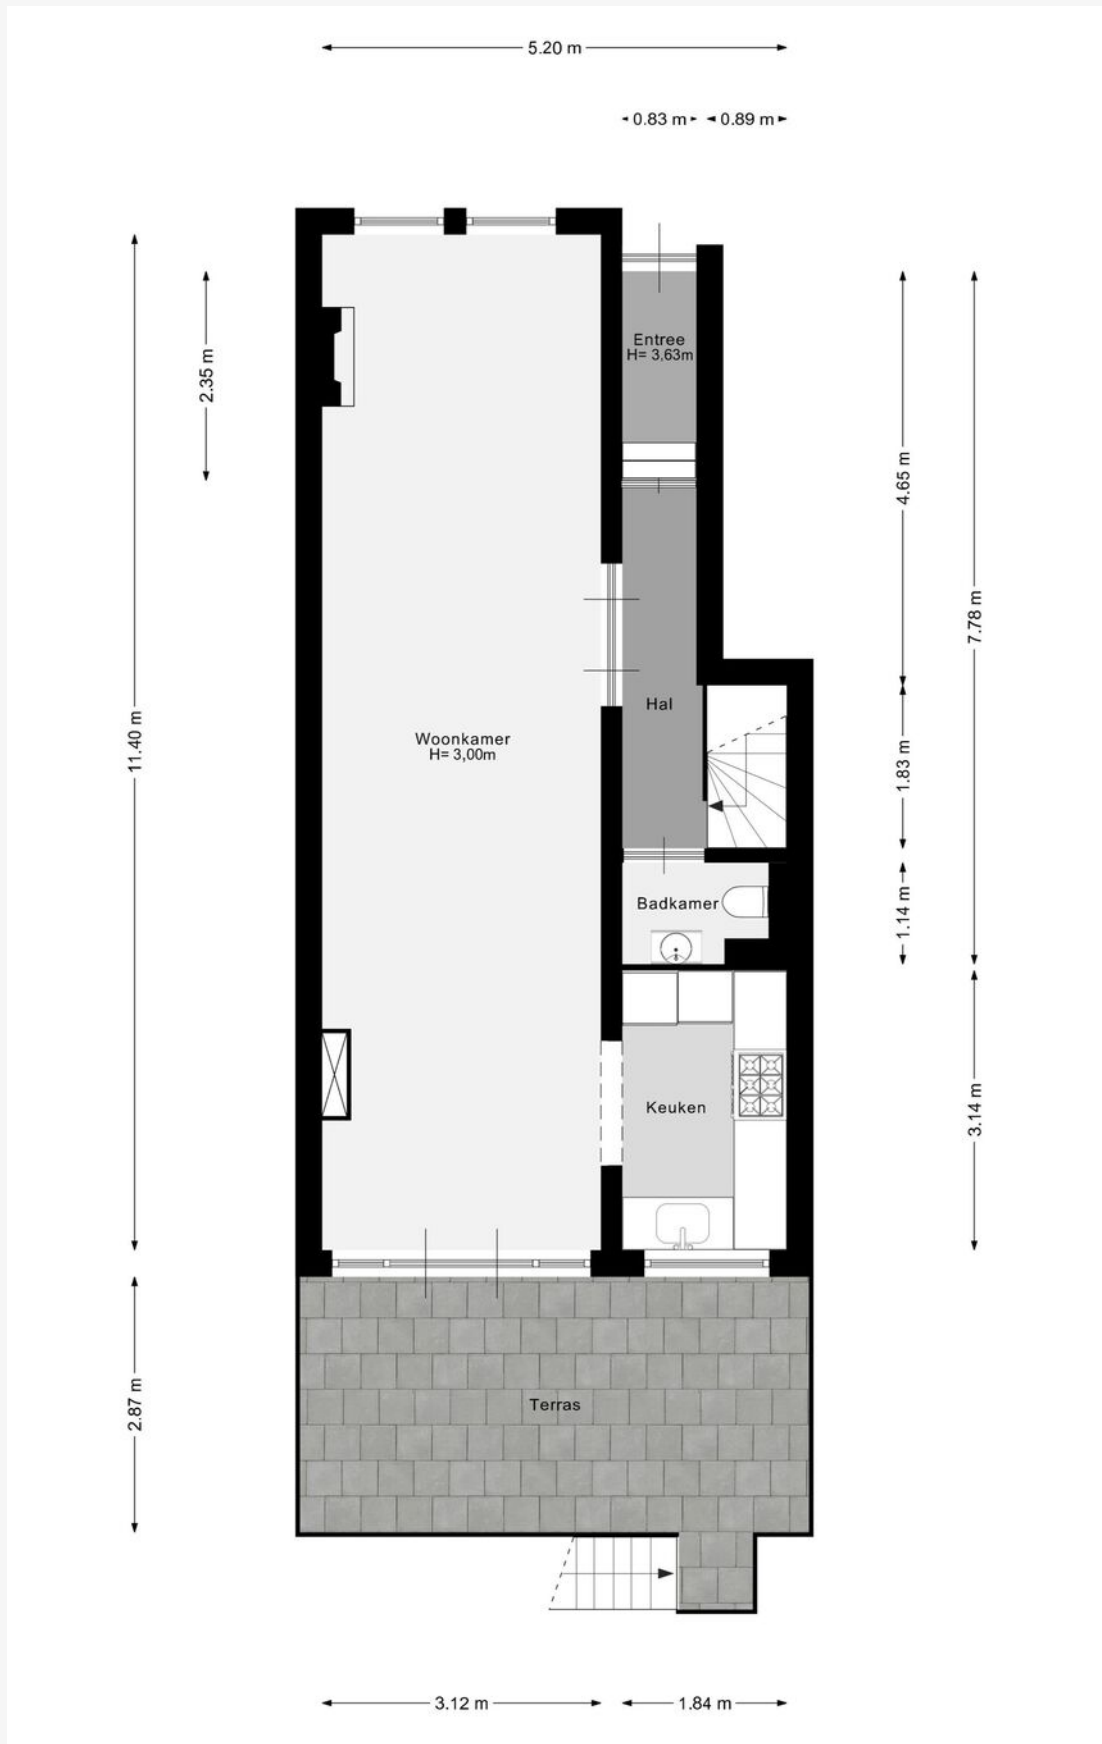 5.20 m
0.83 m
0.89 m
Entree
H= 3,63m
2.35 m
4.65 m
7.78 m
Hal
11.40 m
Woonkamer
H= 3,00m
1.83 m
Badkamer
1.14 m
Keuken
3.14 m
2.87 m
Terras
3.12 m
1.84 m